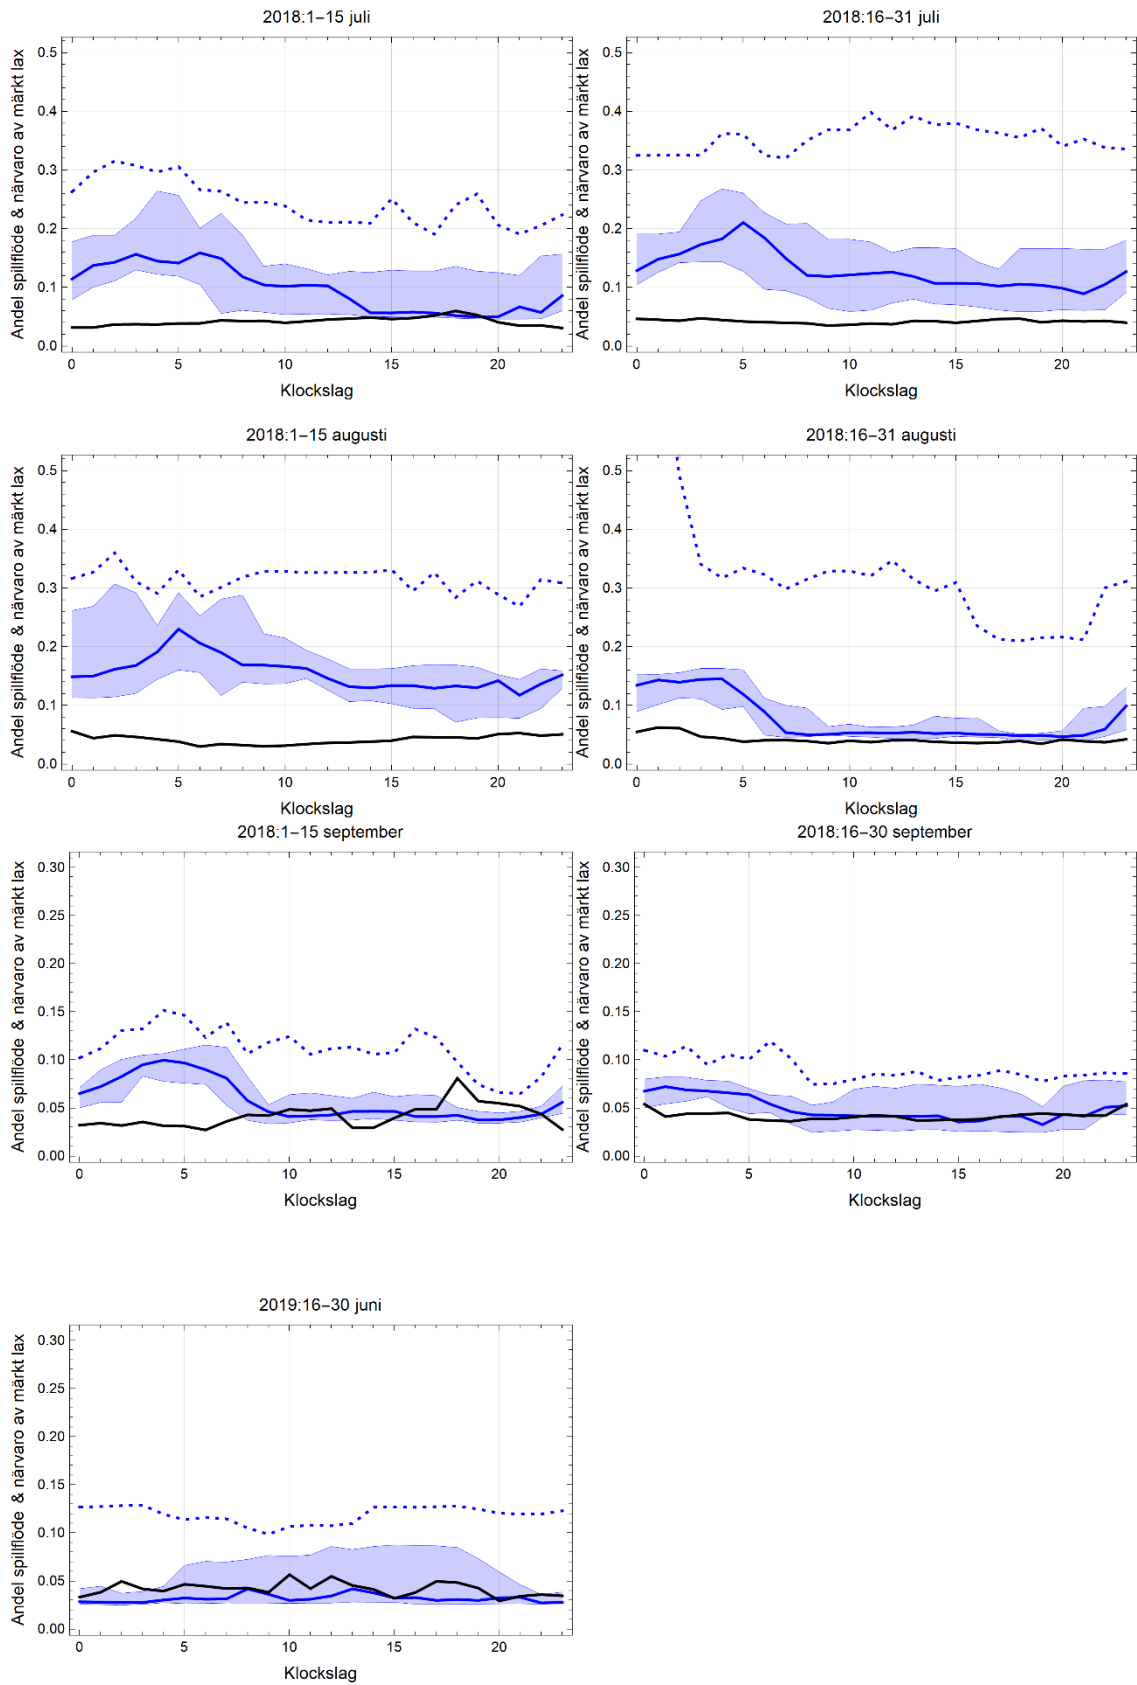 2018:1–15 juli
Andel spillflöde & närvaro av märkt lax
0.5
0.4
0.3
0.2
0.1
0.0
0 5 10 15 20
Klockslag
2018:16–31 juli
Andel spillflöde & närvaro av märkt lax
0.5
0.4
0.3
0.2
0.1
0.0
0 5 10 15 20
Klockslag
2018:1–15 augusti
Andel spillflöde & närvaro av märkt lax
0.5
0.4
0.3
0.2
0.1
0.0
0 5 10 15 20
Klockslag
2018:16–31 augusti
Andel spillflöde & närvaro av märkt lax
0.5
0.4
0.3
0.2
0.1
0.0
0 5 10 15 20
Klockslag
2018:1–15 september
Andel spillflöde & närvaro av märkt lax
0.30
0.25
0.20
0.15
0.10
0.05
0.00
0 5 10 15 20
Klockslag
2018:16–30 september
Andel spillflöde & närvaro av märkt lax
0.30
0.25
0.20
0.15
0.10
0.05
0.00
0 5 10 15 20
Klockslag
2019:16–30 juni
Andel spillflöde & närvaro av märkt lax
0.30
0.25
0.20
0.15
0.10
0.05
0.00
0 5 10 15 20
Klockslag